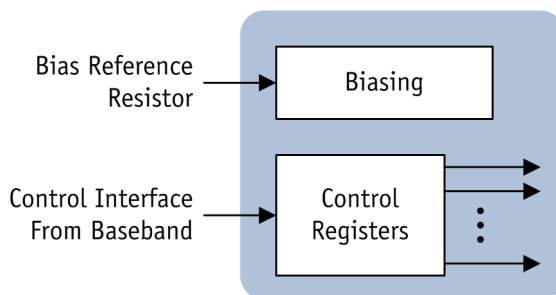 Bias Reference
Resistor
Biasing
Control Interface
From Baseband
Control
Registers